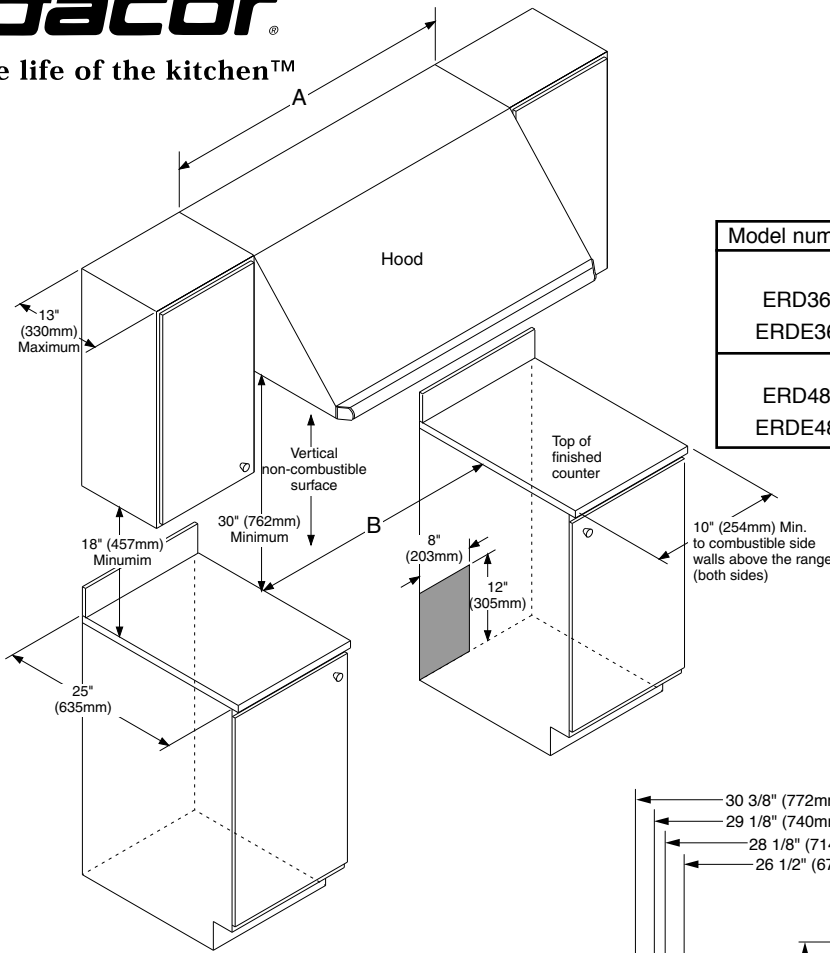 dacor®
life of the kitchen™
A
Hood
13"
(330mm)
Maximum
Vertical
non-combustible
surface
30" (762mm)
Minimum
18" (457mm)
Minumim
B
8"
(203mm)
12"
(305mm)
Top of
finished
counter
10" (254mm) Min.
to combustible side
walls above the range
(both sides)
25"
(635mm)
Model num
ERD36
ERDE36
ERD48
ERDE48
30 3/8" (772mm
29 1/8" (740mm
28 1/8" (714
26 1/2" (67